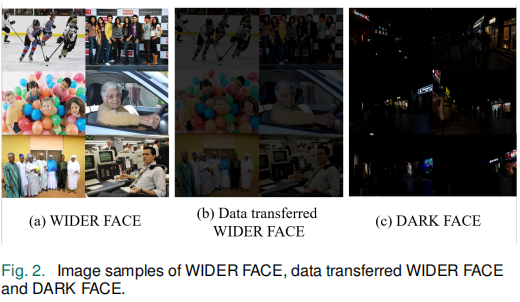 (a) WIDER FACE
(b) Data transferred
WIDER FACE
(c) DARK FACE
Fig. 2. Image samples of WIDER FACE, data transferred WIDER FACE
and DARK FACE.